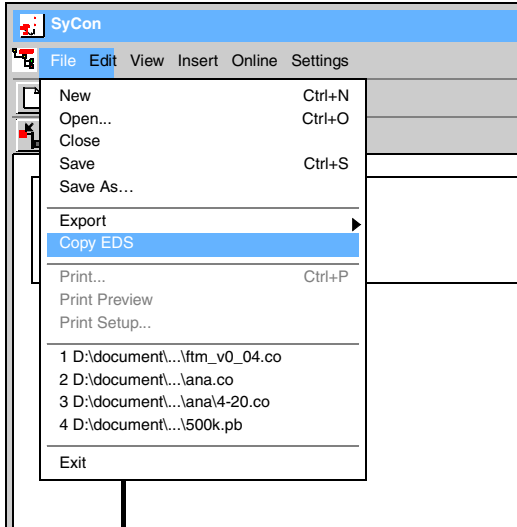 SyCon
File Edit View Insert Online Settings
New Ctrl+N
Open... Ctrl+O
Close
Save Ctrl+S
Save As…
Export
Copy EDS
Print... Ctrl+P
Print Preview
Print Setup...
1 D:\document\...\ftm_v0_04.co
2 D:\document\...\ana.co
3 D:\document\...\ana\4-20.co
4 D:\document\...\500k.pb
Exit